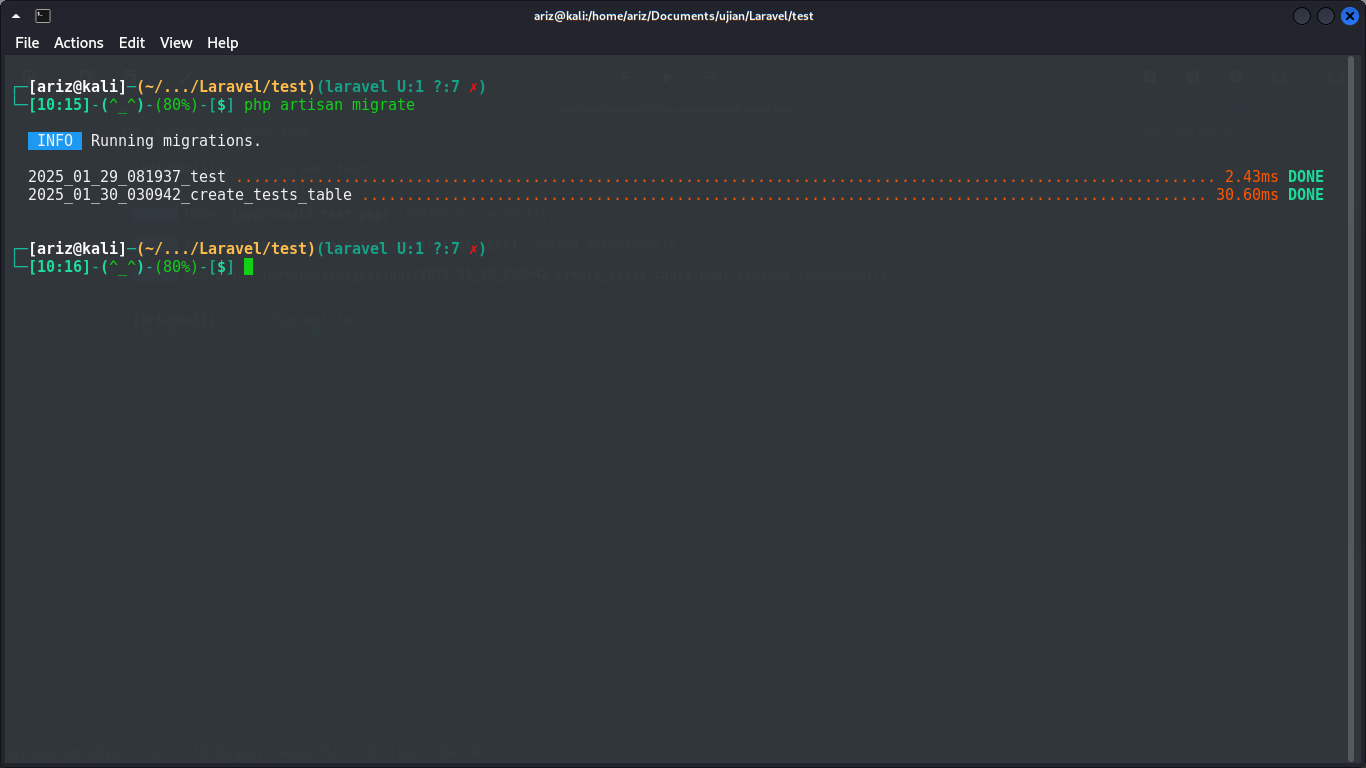 ariz@kali:/home/ariz/Documents/ujian/Laravel/test
File Actions Edit View Help
┌─[ariz@kali]─(~/.../Laravel/test)(laravel U:1 ?:7 ✗)
└─[10:15]-(^_^)-(80%)-[$] php artisan migrate
INFO Running migrations.
2025_01_29_081937_test ............................................................................................................. 2.43ms DONE
2025_01_30_030942_create_tests_table .............................................................................................. 30.60ms DONE
┌─[ariz@kali]─(~/.../Laravel/test)(laravel U:1 ?:7 ✗)
└─[10:16]-(^_^)-(80%)-[$]